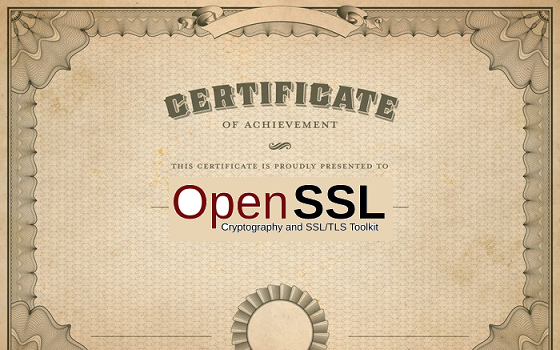 CERTIFICATE
OF ACHIEVEMENT
THIS CERTIFICATE IS PROUDLY PRESENTED TO
OpenSSL
Cryptography and SSL/TLS Toolkit